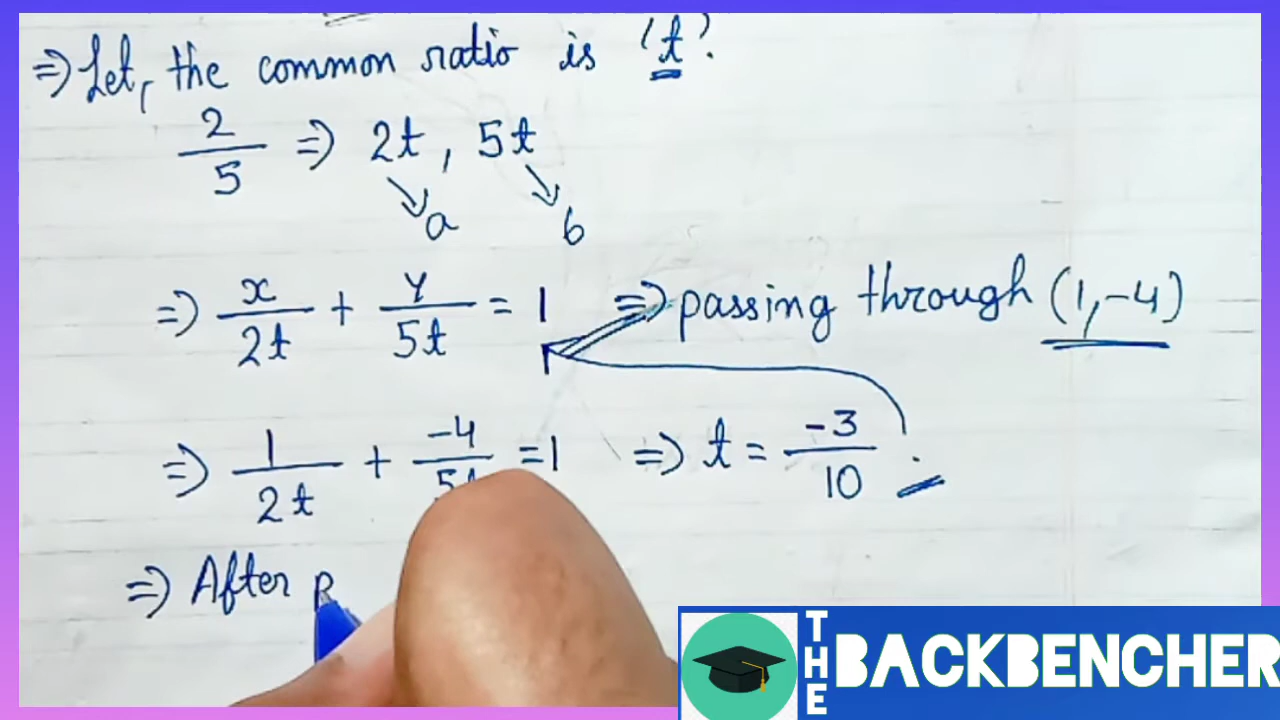 ⇒ Let, the common ratio is 't'.
2/5 ⇒ 2t, 5t
a b
⇒ x/2t + y/5t = 1 ⇒ passing through (1,-4)
⇒ 1/2t + -4/5t = 1 ⇒ t = -3/10.
⇒ After
THE BACKBENCHER